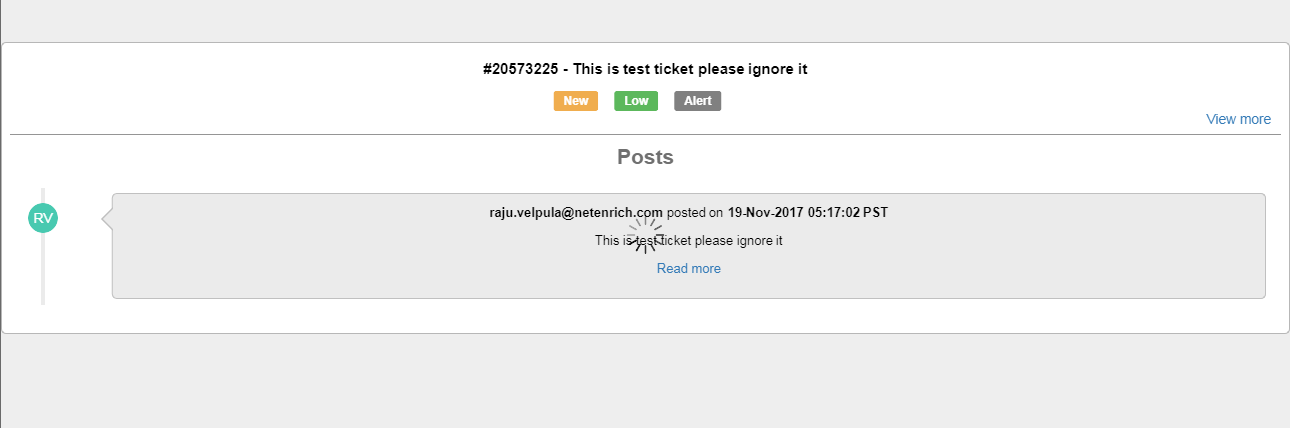 #20573225 - This is test ticket please ignore it
New Low Alert
View more
Posts
RV
raju.velpula@netenrich.com posted on 19-Nov-2017 05:17:02 PST
This is test ticket please ignore it
Read more